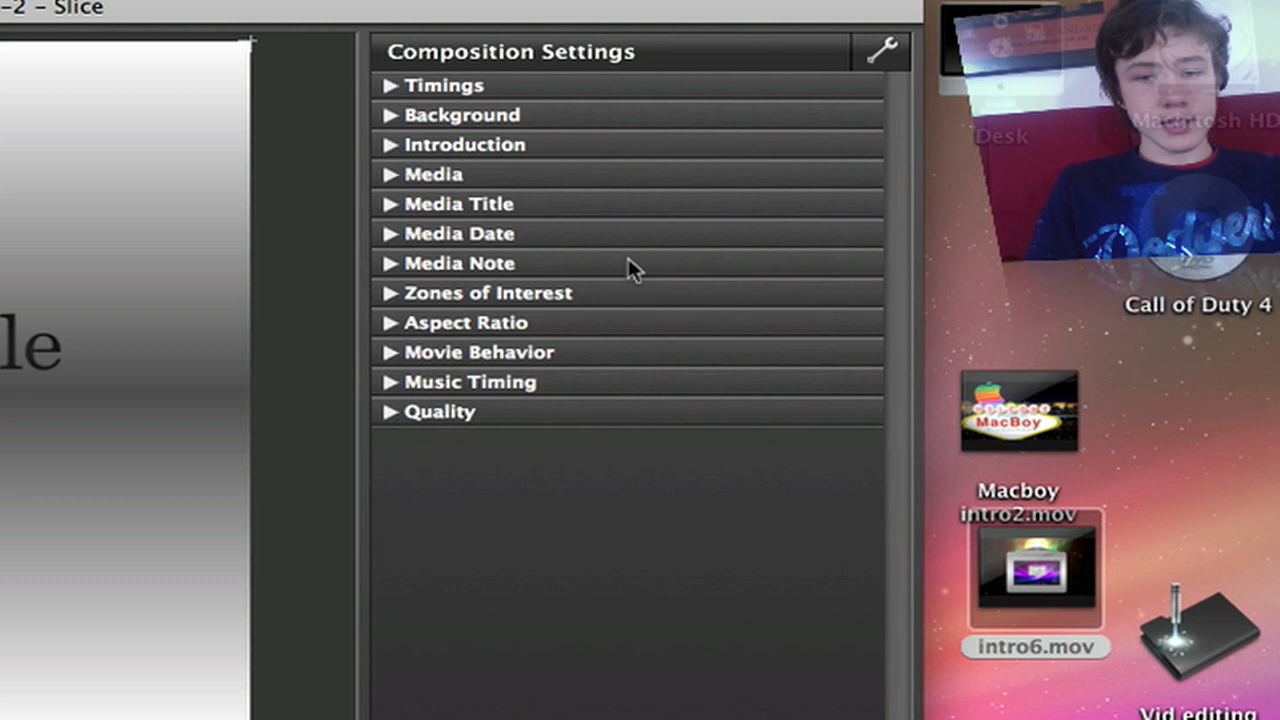 -2 – Slice
Composition Settings
Timings
Background
Introduction
Media
Media Title
Media Date
Media Note
Zones of Interest
Aspect Ratio
Movie Behavior
Music Timing
Quality
le
Desk
Macintosh HD
Dodgers
Call of Duty 4
MacBoy
Macboy
intro2.mov
intro6.mov
Vid editing